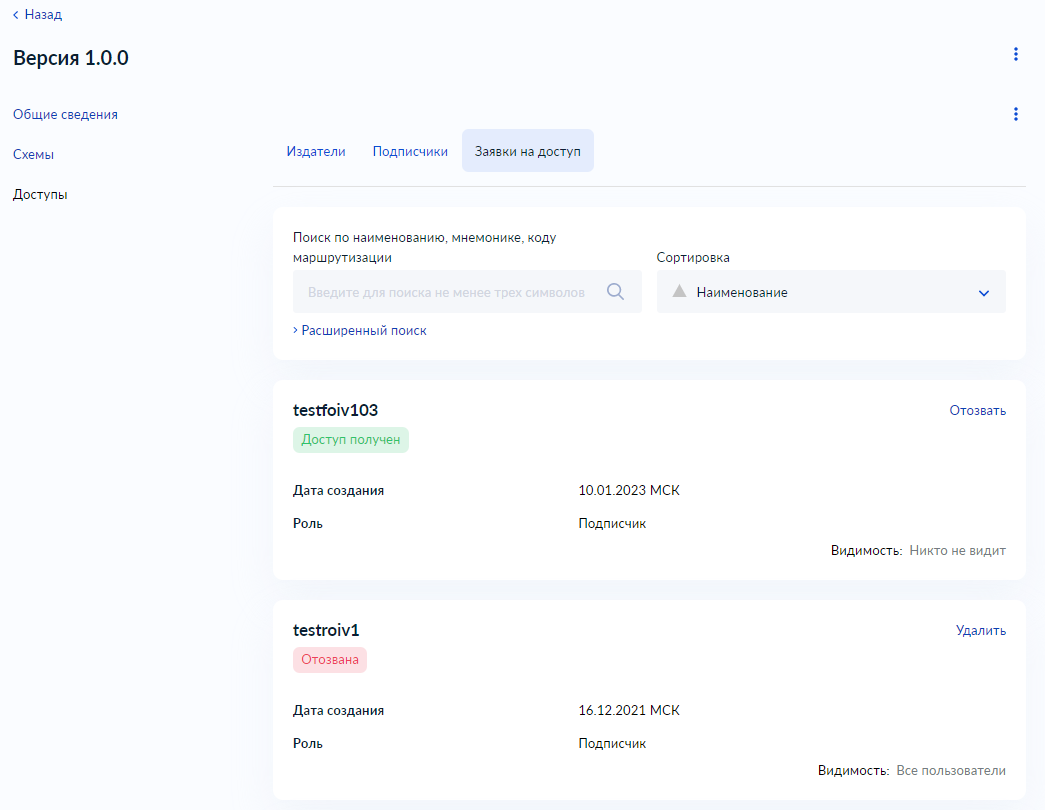 Назад
Версия 1.0.0
Общие сведения
Схемы
Доступы
Издатели Подписчики Заявки на доступ
Поиск по наименованию, мнемонике, коду
маршрутизации
Введите для поиска не менее трех символов
Сортировка
Наименование
Расширенный поиск
testfoiv103 Отозвать
Доступ получен
Дата создания 10.01.2023 МСК
Роль Подписчик
Видимость: Никто не видит
testroiv1 Удалить
Отозвана
Дата создания 16.12.2021 МСК
Роль Подписчик
Видимость: Все пользователи